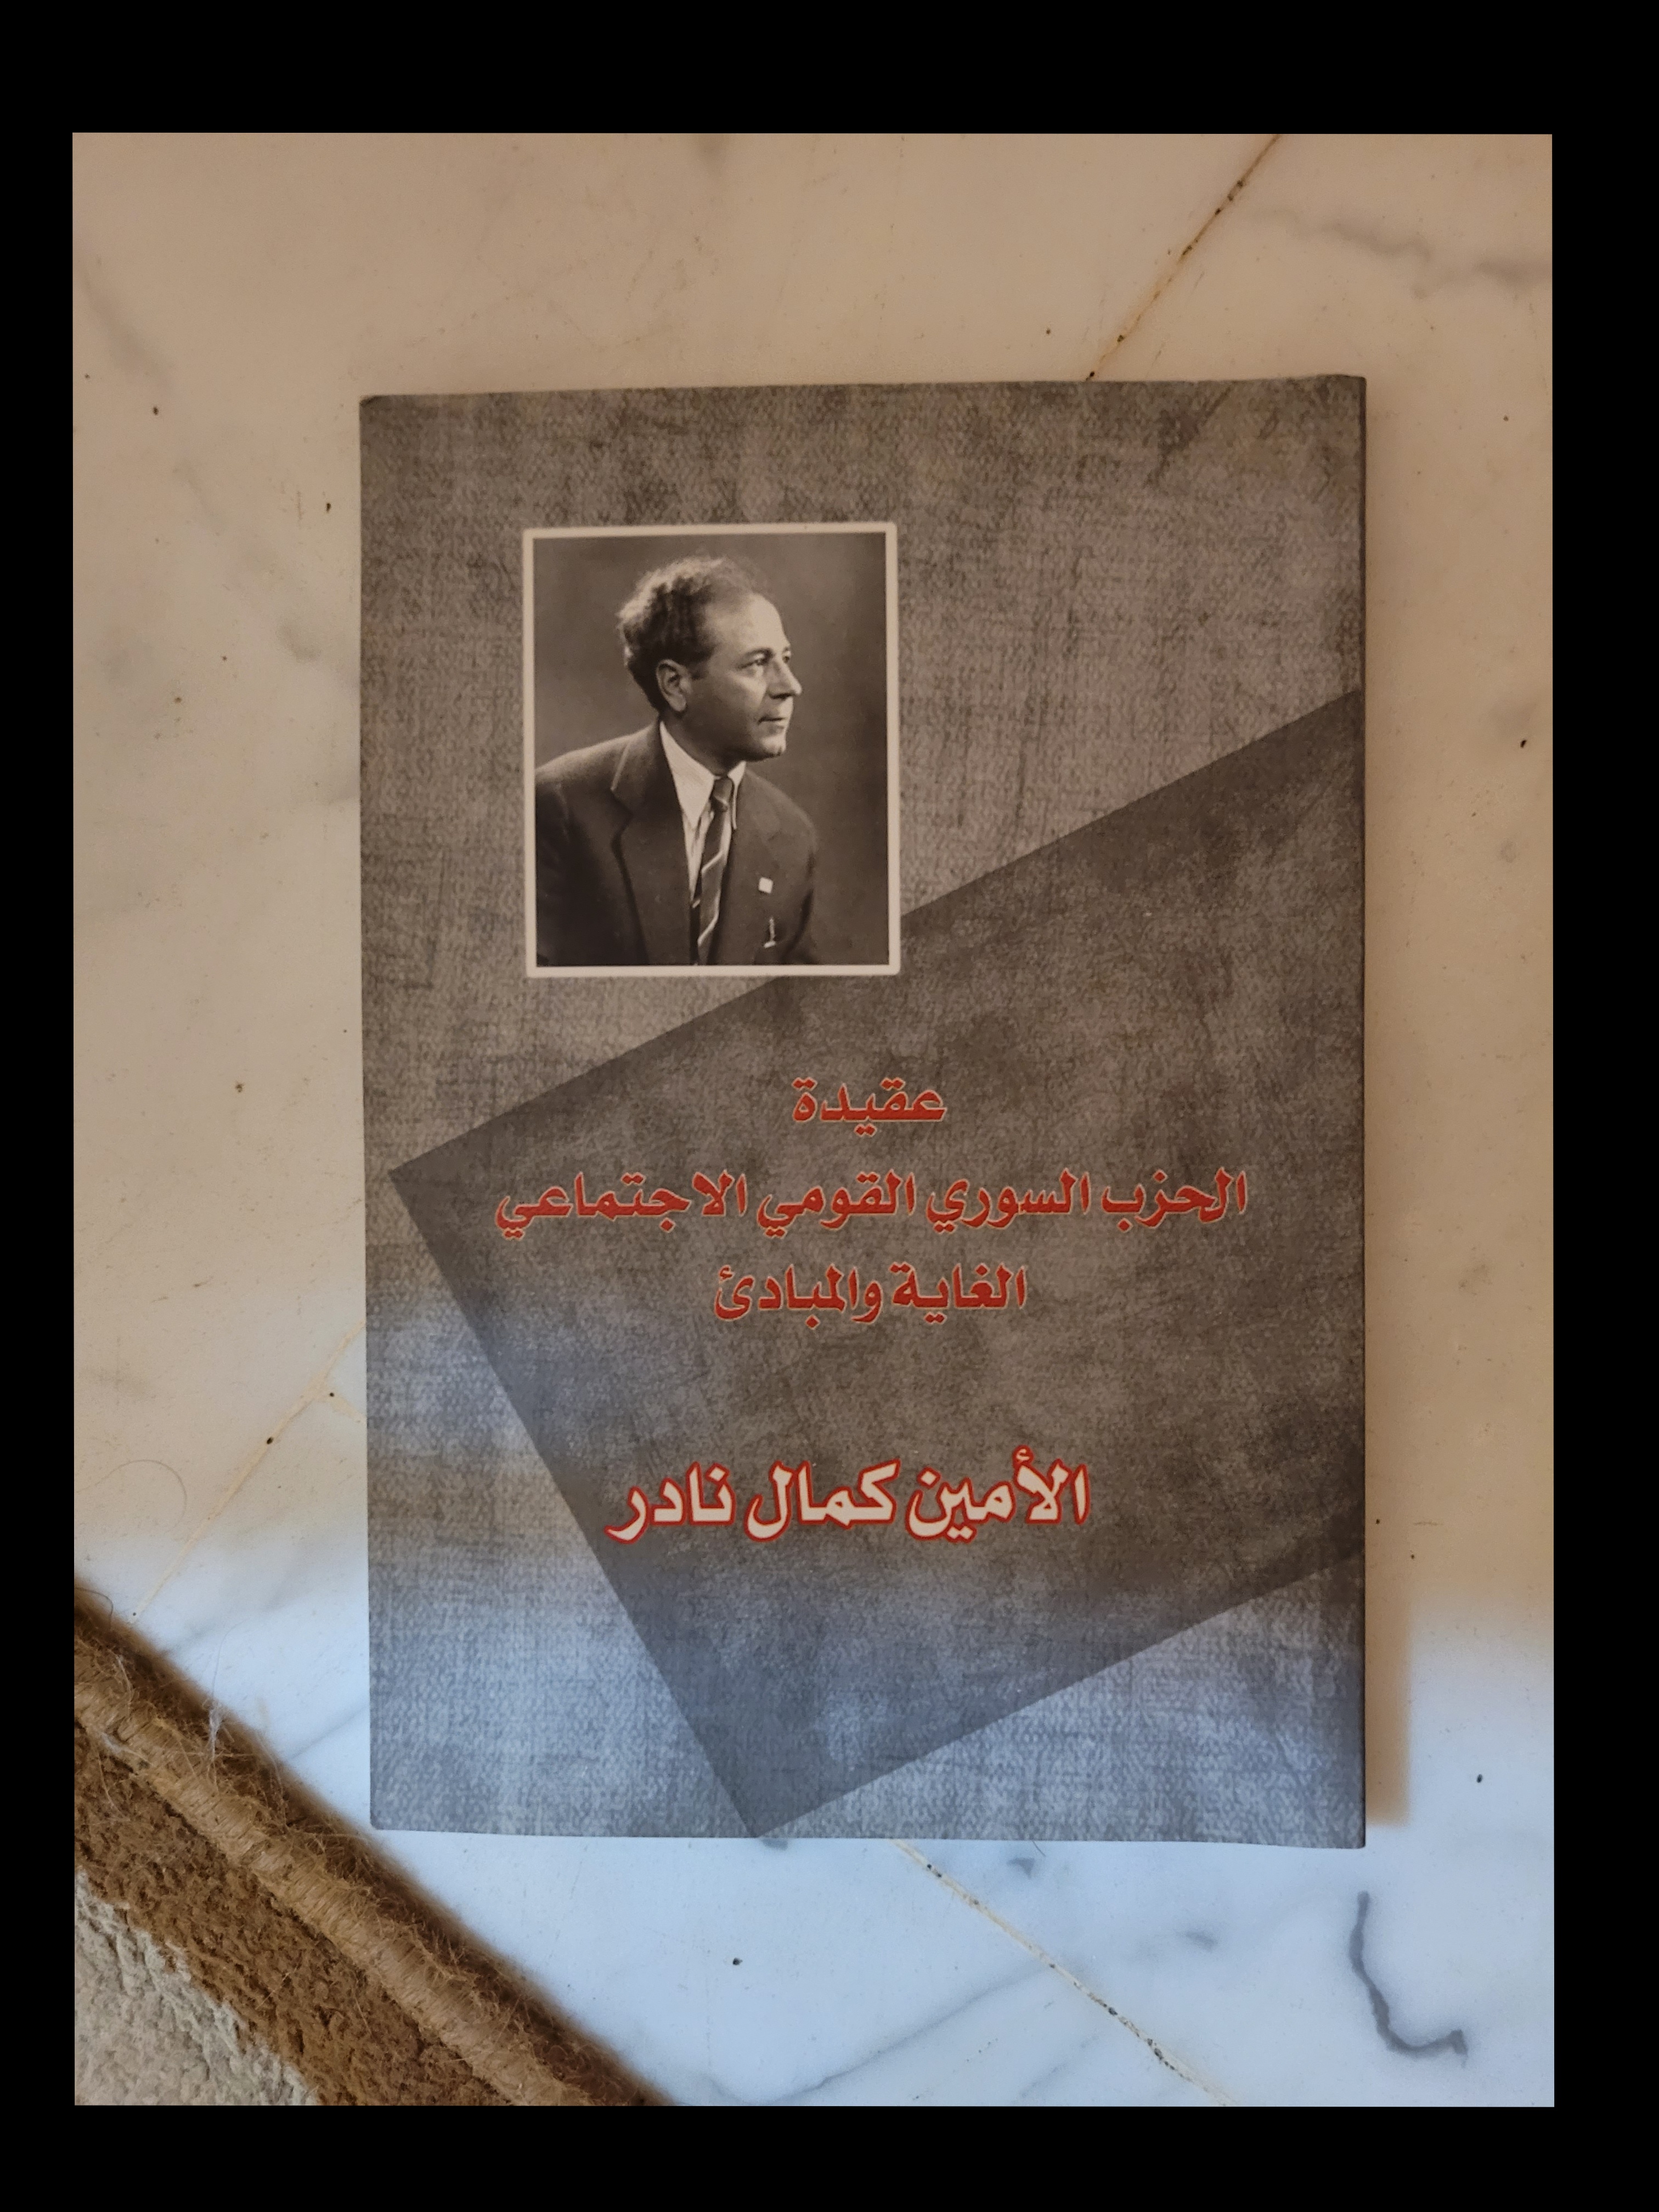 عقيدة
الحزب السوري القومي الاجتماعي
الغاية والمبادئ
الأمين كمال نادر